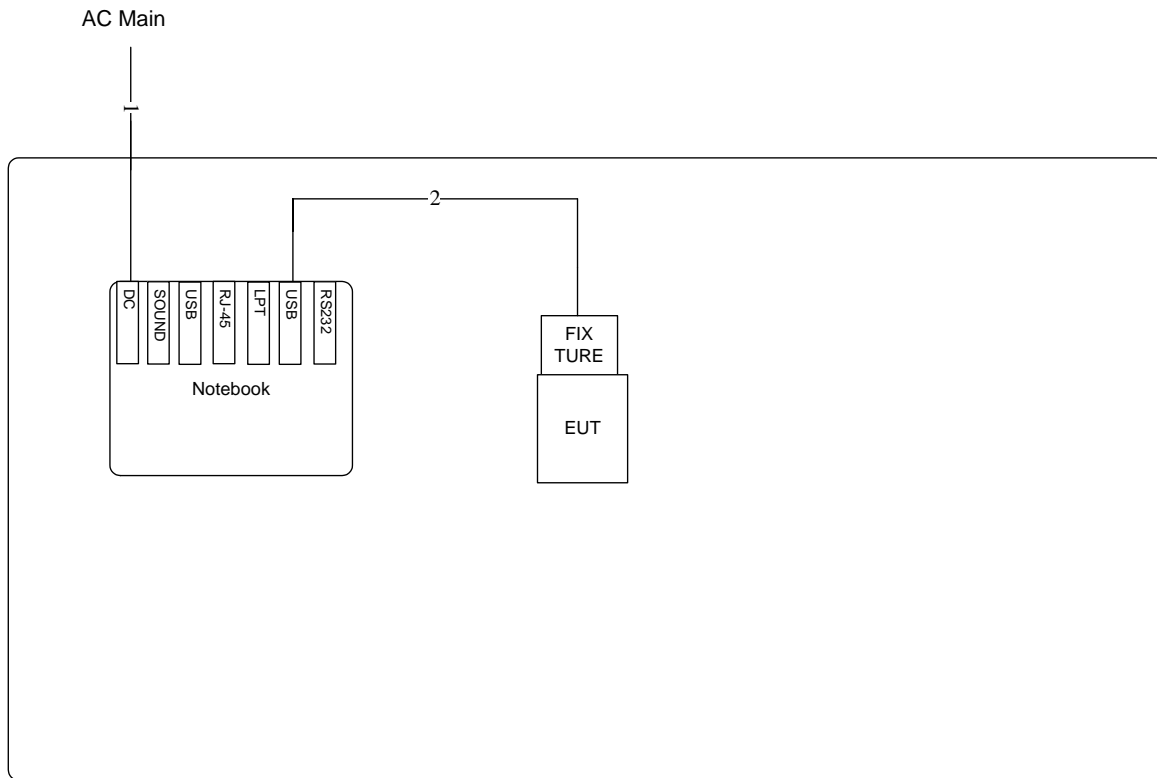 AC Main
1
2
DC
SOUND
USB
RJ-45
LPT
USB
RS232
Notebook
FIX
TURE
EUT